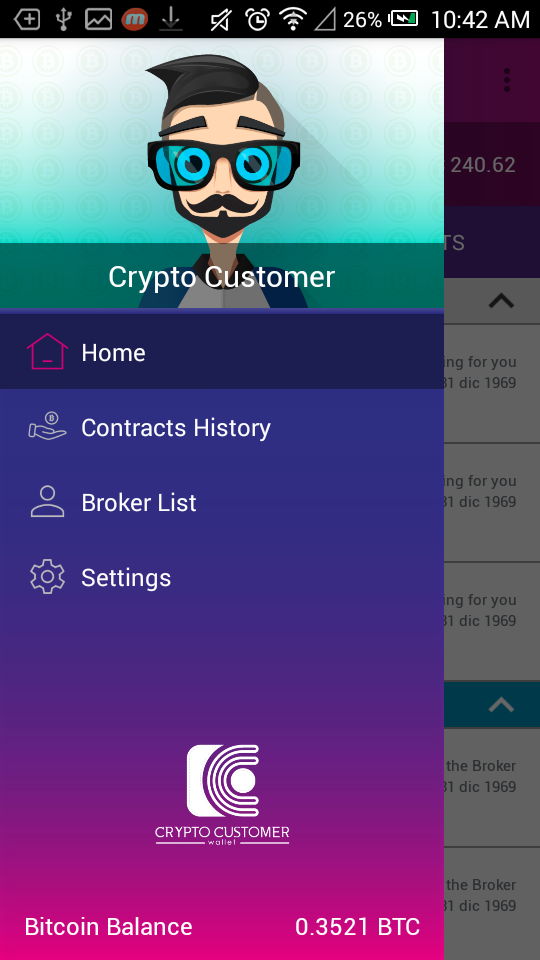 26% 10:42 AM
240.62
TS
Crypto Customer
Home
Contracts History
Broker List
Settings
ing for you
31 dic 1969
ing for you
31 dic 1969
ing for you
31 dic 1969
the Broker
31 dic 1969
the Broker
31 dic 1969
CRYPTO CUSTOMER
wallet
Bitcoin Balance 0.3521 BTC